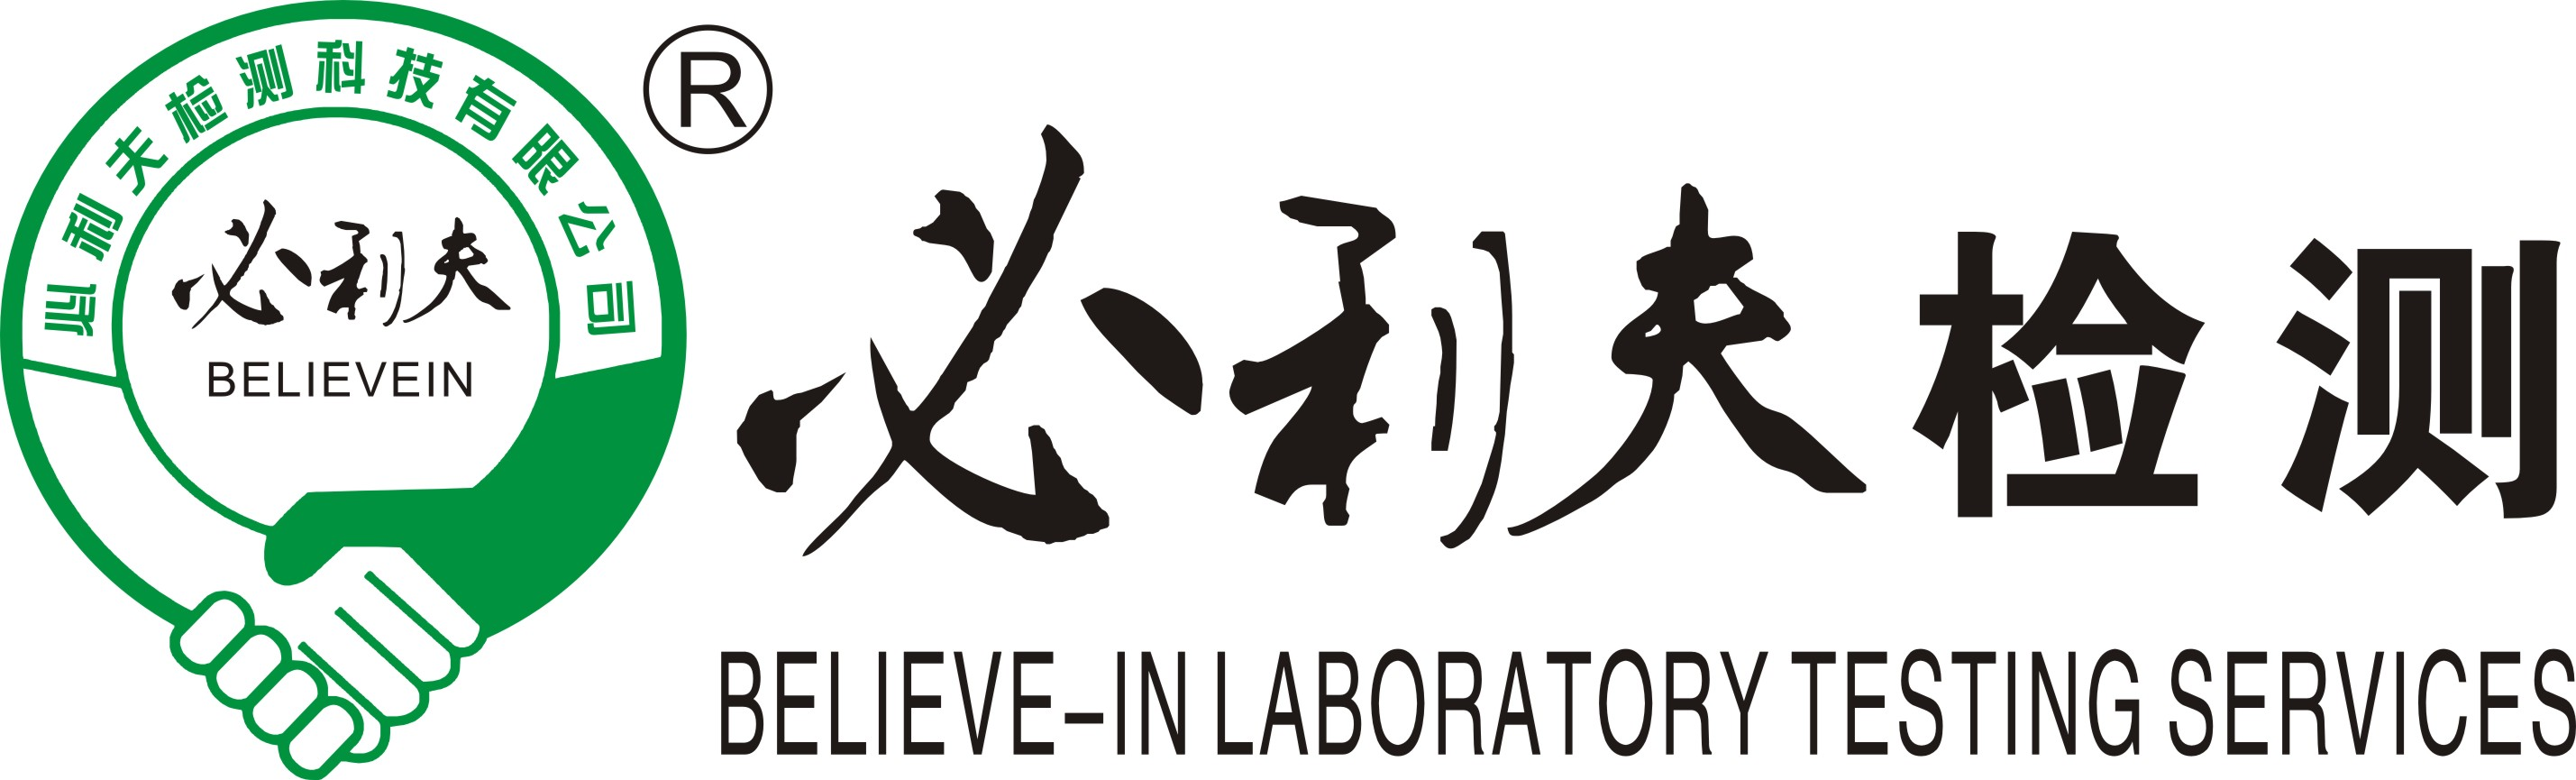 必利夫检测科技有限公司
必利夫
BELIEVEIN
®
必利夫检测
BELIEVE-IN LABORATORY TESTING SERVICES